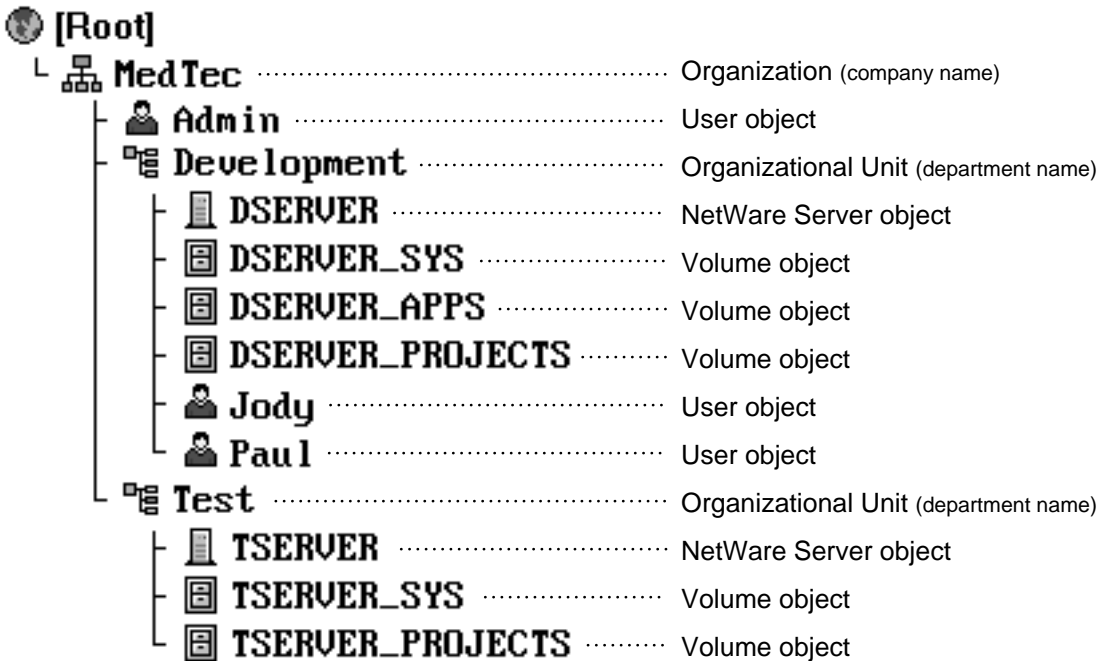 [Root]
MedTec Organization (company name)
Admin User object
Development Organizational Unit (department name)
DSERVER NetWare Server object
DSERVER_SYS Volume object
DSERVER_APPS Volume object
DSERVER_PROJECTS Volume object
Jody User object
Paul User object
Test Organizational Unit (department name)
TSERVER NetWare Server object
TSERVER_SYS Volume object
TSERVER_PROJECTS Volume object